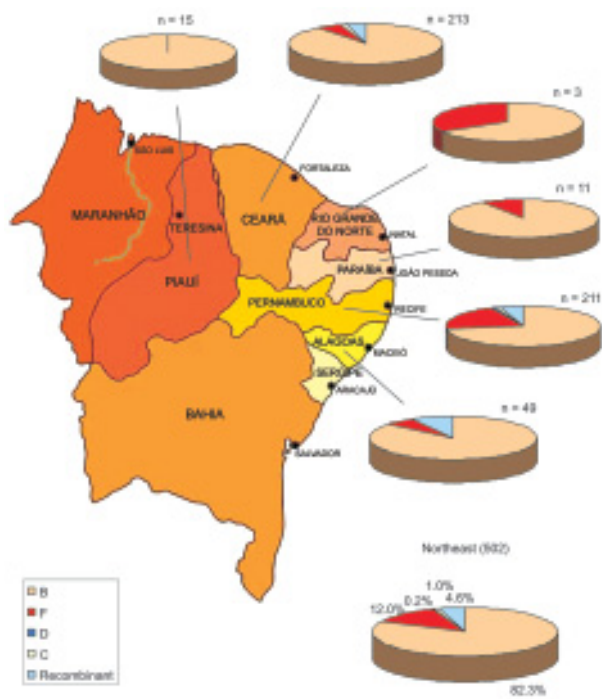 n = 15
n = 213
n = 3
n = 11
n = 211
n = 49
SÃO LUIS
FORTALEZA
MARANHÃO
TERESINA
CEARÁ
RIO GRANDE
DO NORTE
NATAL
PARAÍBA
JOÃO PESSOA
PIAUÍ
PERNAMBUCO
RECIFE
ALAGOAS
MACEIÓ
SERGIPE
ARACAJU
BAHIA
SALVADOR
Northeast (502)
1.0%
0.2%
4.6%
12.0%
82.3%
B
F
D
C
Recombinant